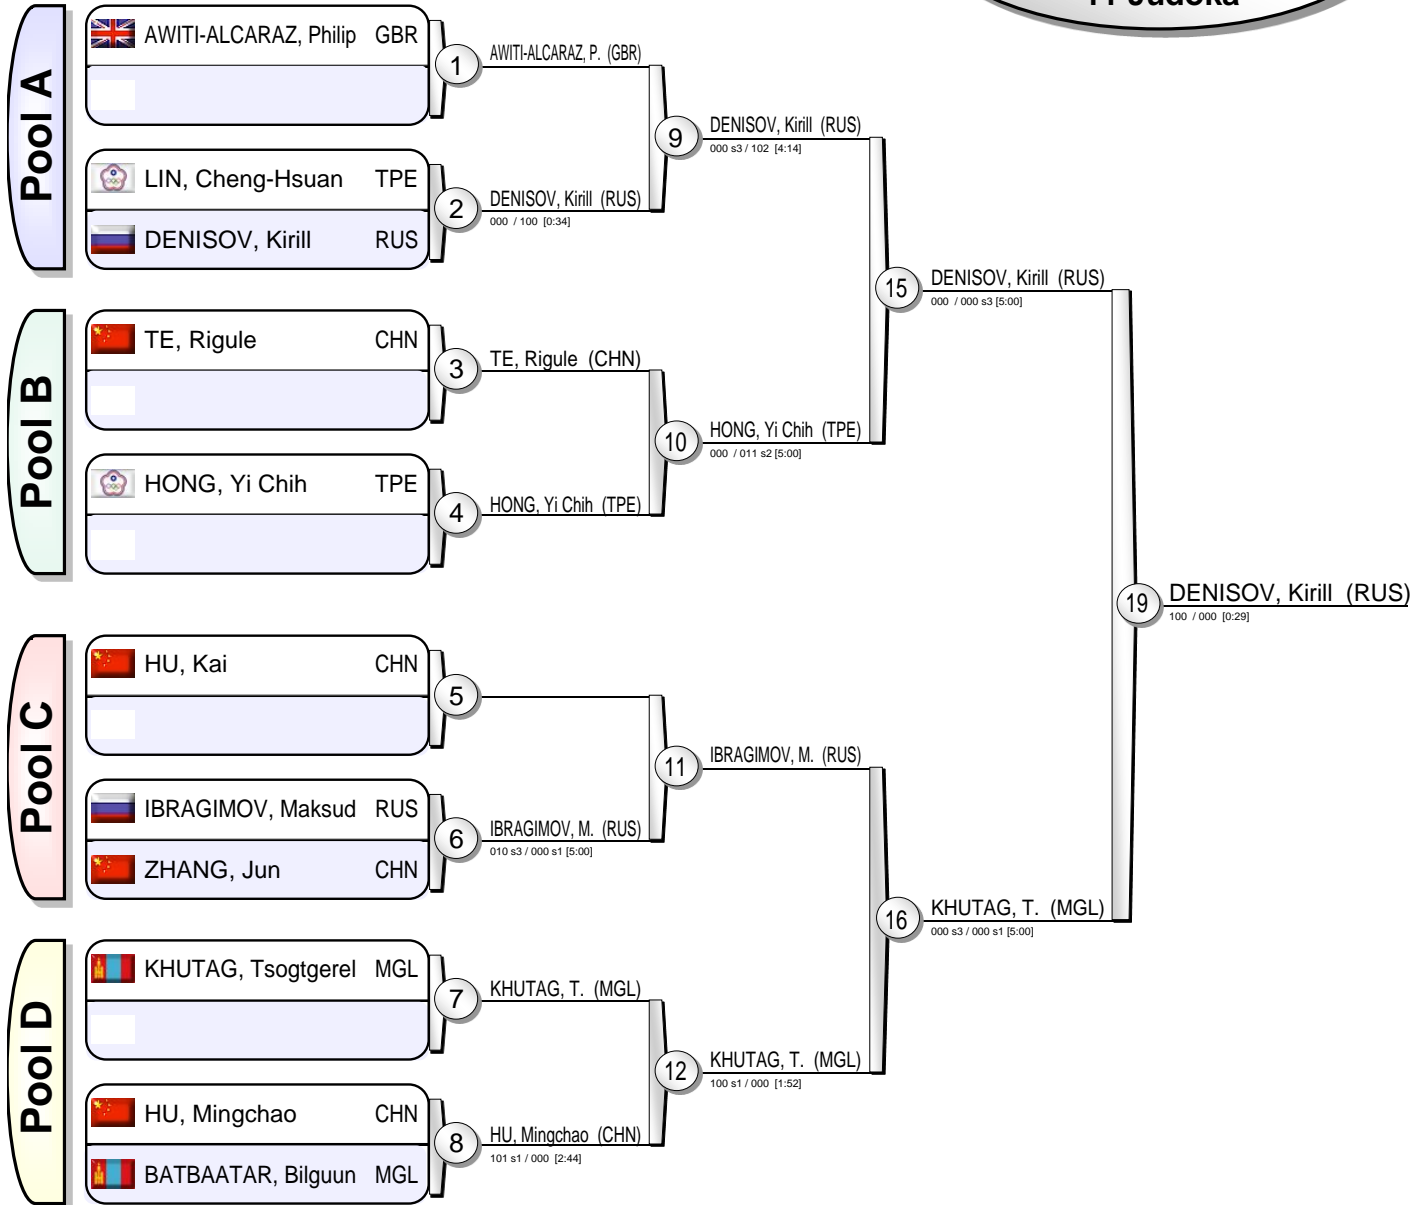 11 Judoka
Pool A
AWITI-ALCARAZ, Philip GBR
1
AWITI-ALCARAZ, P. (GBR)
LIN, Cheng-Hsuan TPE
DENISOV, Kirill RUS
2
DENISOV, Kirill (RUS)
000 / 100 [0:34]
9
DENISOV, Kirill (RUS)
000 s3 / 102 [4:14]
Pool B
TE, Rigule CHN
3
TE, Rigule (CHN)
HONG, Yi Chih TPE
4
HONG, Yi Chih (TPE)
10
HONG, Yi Chih (TPE)
000 / 011 s2 [5:00]
15
DENISOV, Kirill (RUS)
000 / 000 s3 [5:00]
Pool C
HU, Kai CHN
5
IBRAGIMOV, Maksud RUS
ZHANG, Jun CHN
6
IBRAGIMOV, M. (RUS)
010 s3 / 000 s1 [5:00]
11
IBRAGIMOV, M. (RUS)
Pool D
KHUTAG, Tsogtgerel MGL
7
KHUTAG, T. (MGL)
HU, Mingchao CHN
BATBAATAR, Bilguun MGL
8
HU, Mingchao (CHN)
101 s1 / 000 [2:44]
12
KHUTAG, T. (MGL)
100 s1 / 000 [1:52]
16
KHUTAG, T. (MGL)
000 s3 / 000 s1 [5:00]
19
DENISOV, Kirill (RUS)
100 / 000 [0:29]